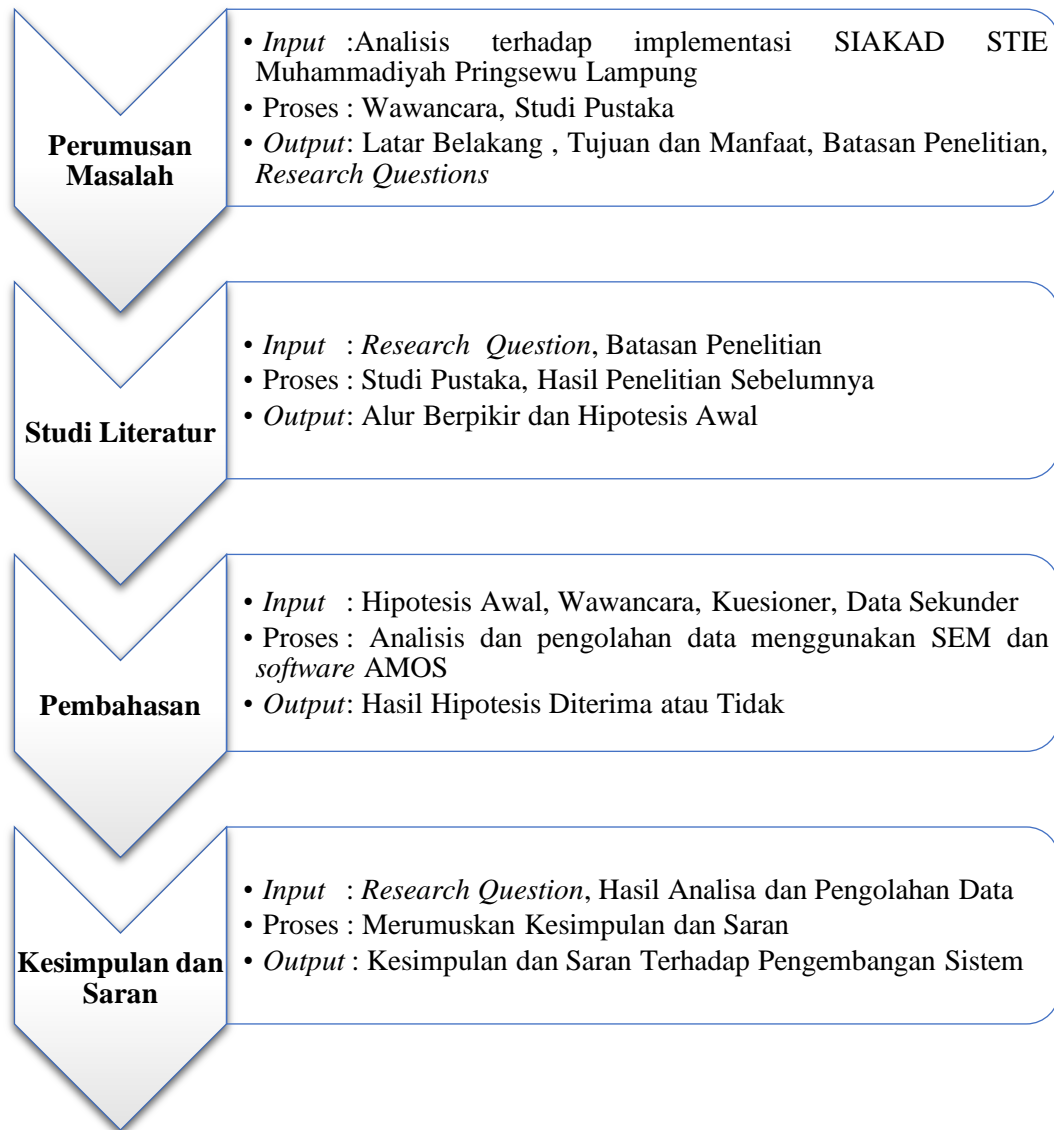 Perumusan
Masalah
• Input :Analisis terhadap implementasi SIAKAD STIE
Muhammadiyah Pringsewu Lampung
• Proses : Wawancara, Studi Pustaka
• Output: Latar Belakang , Tujuan dan Manfaat, Batasan Penelitian,
Research Questions
Studi Literatur
• Input : Research Question, Batasan Penelitian
• Proses : Studi Pustaka, Hasil Penelitian Sebelumnya
• Output: Alur Berpikir dan Hipotesis Awal
Pembahasan
• Input : Hipotesis Awal, Wawancara, Kuesioner, Data Sekunder
• Proses : Analisis dan pengolahan data menggunakan SEM dan
software AMOS
• Output: Hasil Hipotesis Diterima atau Tidak
Kesimpulan dan
Saran
• Input : Research Question, Hasil Analisa dan Pengolahan Data
• Proses : Merumuskan Kesimpulan dan Saran
• Output : Kesimpulan dan Saran Terhadap Pengembangan Sistem